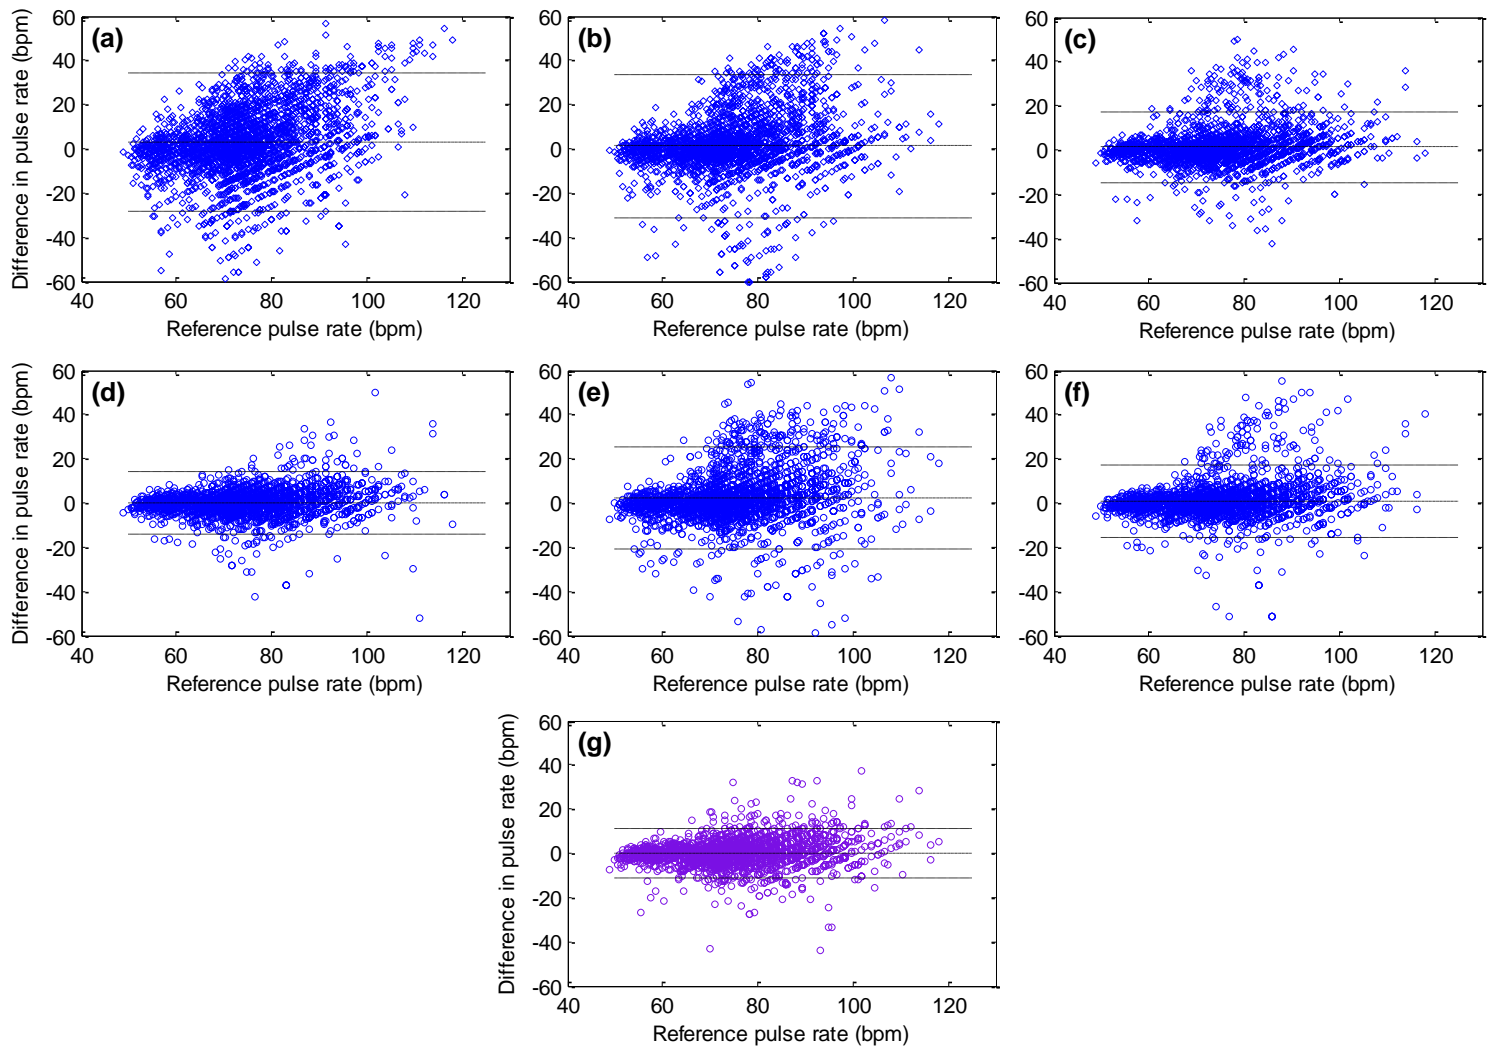 (a) (b) (c)
60 60 60
40 40 40
20 20 20
0 0 0
-20 -20 -20
-40 -40 -40
-60 -60 -60
40 60 80 100 120 40 60 80 100 120 40 60 80 100 120
Difference in pulse rate (bpm)
Reference pulse rate (bpm) Reference pulse rate (bpm) Reference pulse rate (bpm)
(d) (e) (f)
60 60 60
40 40 40
20 20 20
0 0 0
-20 -20 -20
-40 -40 -40
-60 -60 -60
40 60 80 100 120 40 60 80 100 120 40 60 80 100 120
Difference in pulse rate (bpm)
Reference pulse rate (bpm) Reference pulse rate (bpm) Reference pulse rate (bpm)
(g)
60
40
20
0
-20
-40
-60
40 60 80 100 120
Difference in pulse rate (bpm)
Reference pulse rate (bpm)